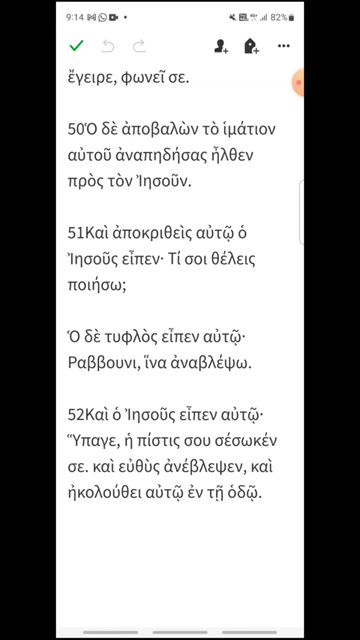 9:14
82%
ἔγειρε, φωνεῖ σε.
50Ὁ δὲ ἀποβαλὼν τὸ ἱμάτιον
αὐτοῦ ἀναπηδήσας ἦλθεν
πρὸς τὸν Ἰησοῦν.
51Καὶ ἀποκριθεὶς αὐτῷ ὁ
Ἰησοῦς εἶπεν· Τί σοι θέλεις
ποιήσω;
Ὁ δὲ τυφλὸς εἶπεν αὐτῷ·
Ραββουνι, ἵνα ἀναβλέψω.
52Καὶ ὁ Ἰησοῦς εἶπεν αὐτῷ·
Ὕπαγε, ἡ πίστις σου σέσωκέν
σε. καὶ εὐθὺς ἀνέβλεψεν, καὶ
ἠκολούθει αὐτῷ ἐν τῇ ὁδῷ.